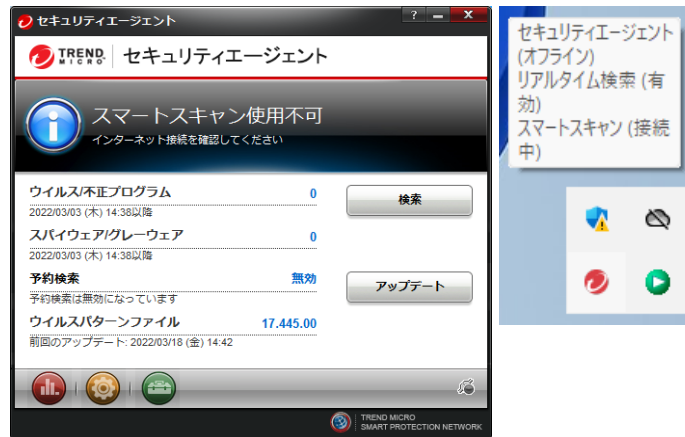 セキュリティエージェント
? — X
TREND MICRO セキュリティエージェント
スマートスキャン使用不可
インターネット接続を確認してください
ウイルス/不正プログラム 0
2022/03/03 (木) 14:38以降
検索
スパイウェア/グレーウェア 0
2022/03/03 (木) 14:38以降
予約検索 無効
予約検索は無効になっています
アップデート
ウイルスパターンファイル 17.445.00
前回のアップデート: 2022/03/18 (金) 14:42
TREND MICRO
SMART PROTECTION NETWORK
セキュリティエージェント
(オフライン)
リアルタイム検索 (有
効)
スマートスキャン (接続
中)